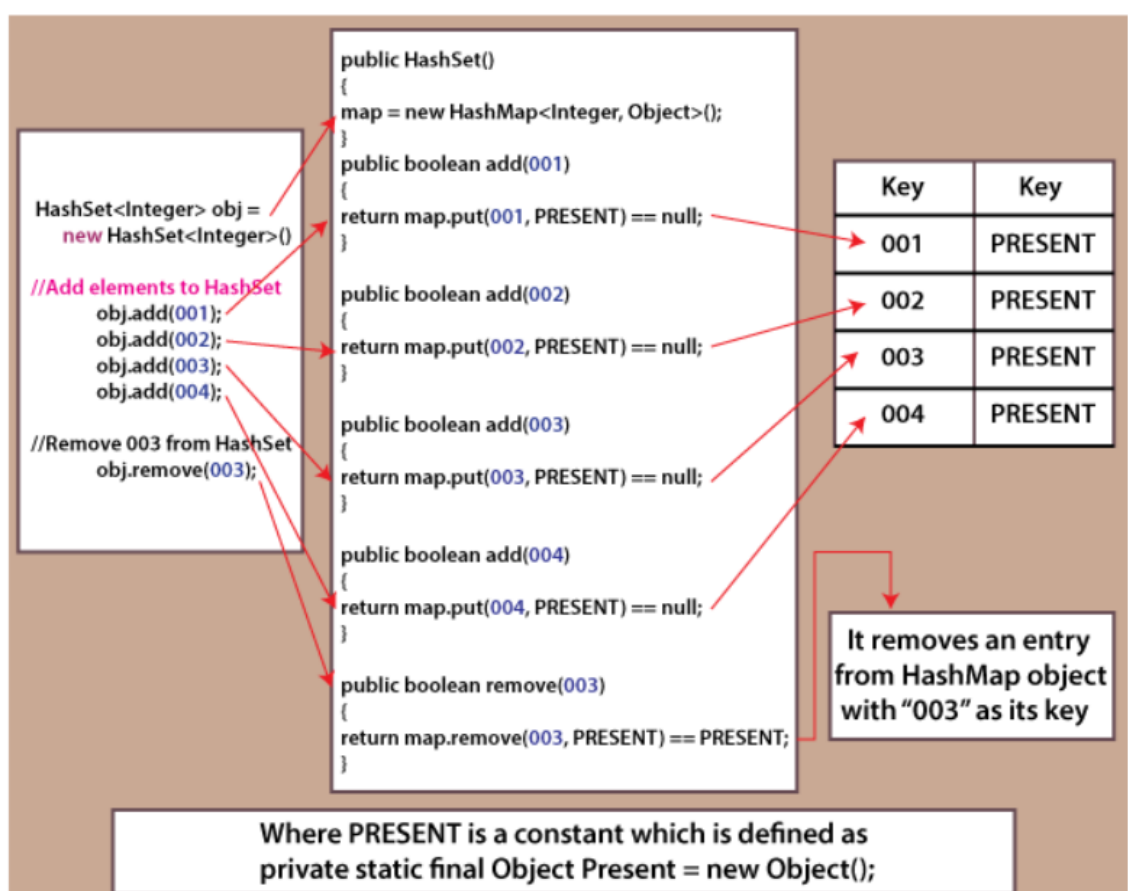 HashSet<Integer> obj =
new HashSet<Integer>()
//Add elements to HashSet
obj.add(001);
obj.add(002);
obj.add(003);
obj.add(004);
//Remove 003 from HashSet
obj.remove(003);
public HashSet()
{
map = new HashMap<Integer, Object>();
}
public boolean add(001)
{
return map.put(001, PRESENT) == null;
}
public boolean add(002)
{
return map.put(002, PRESENT) == null;
}
public boolean add(003)
{
return map.put(003, PRESENT) == null;
}
public boolean add(004)
{
return map.put(004, PRESENT) == null;
}
public boolean remove(003)
{
return map.remove(003, PRESENT) == PRESENT;
}
Key Key
001 PRESENT
002 PRESENT
003 PRESENT
004 PRESENT
It removes an entry
from HashMap object
with "003" as its key
Where PRESENT is a constant which is defined as
private static final Object Present = new Object();